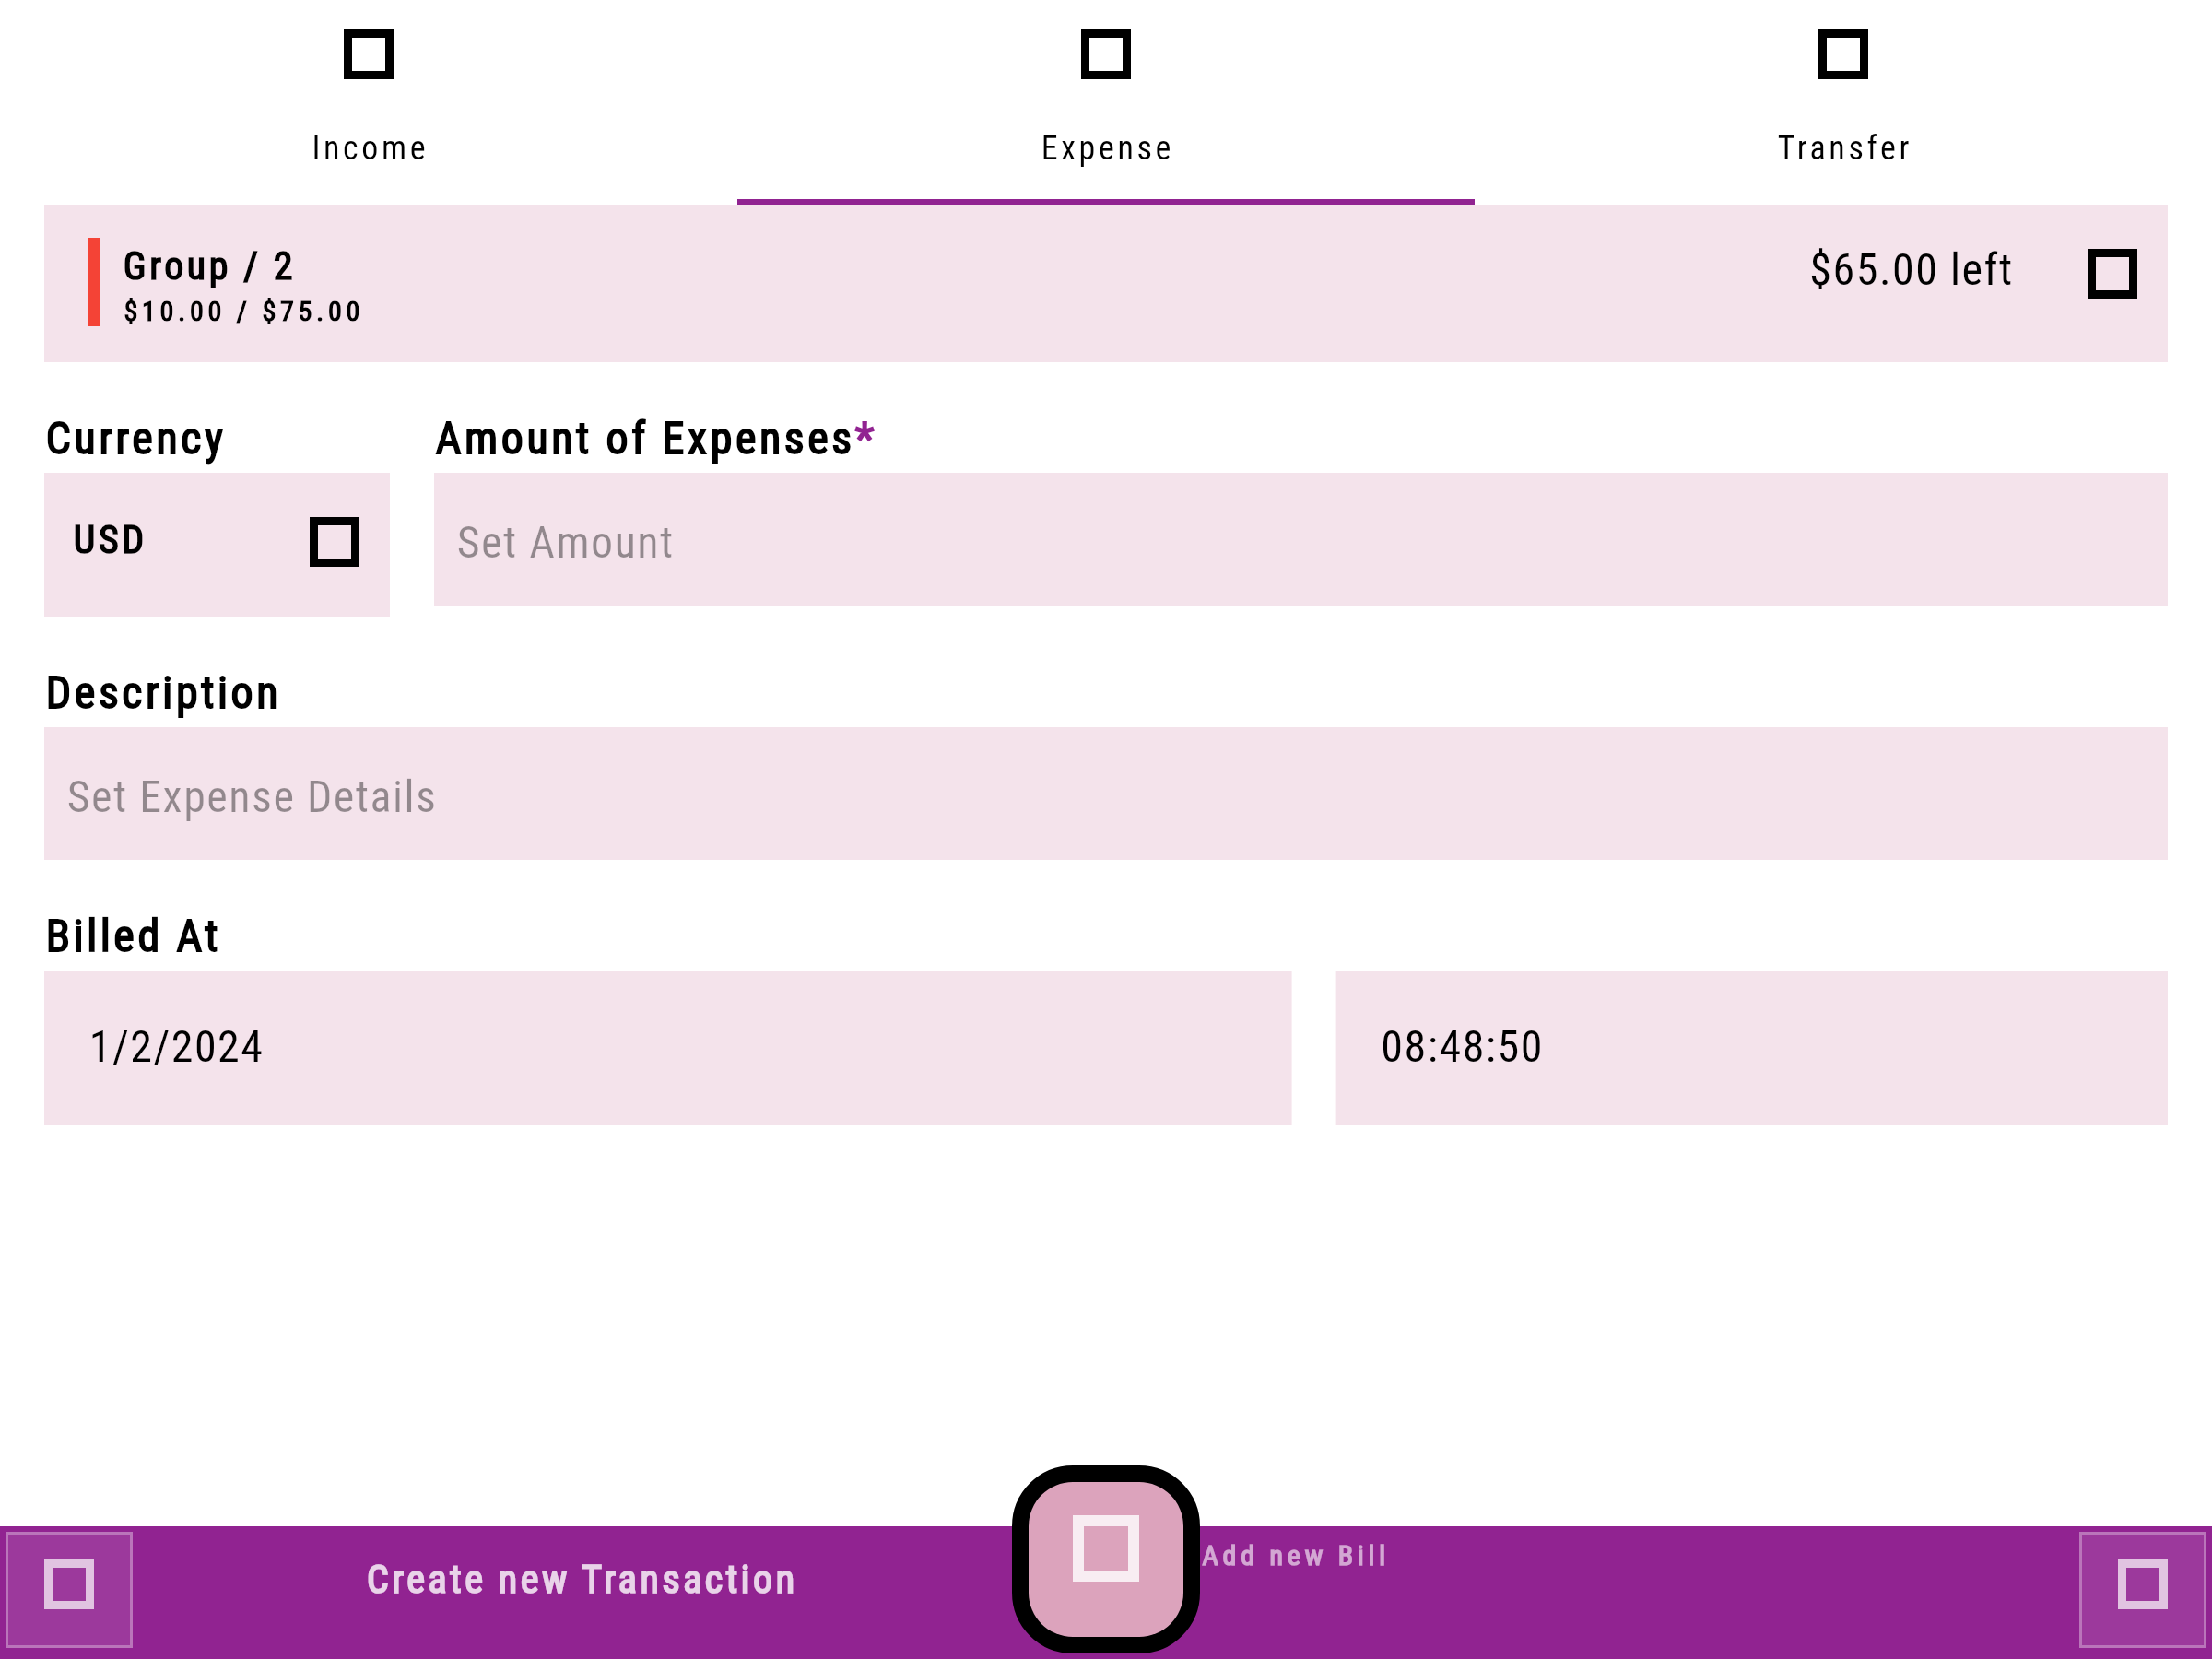 Income
Expense
Transfer
Group / 2
$10.00 / $75.00
$65.00 left
Currency
Amount of Expenses*
USD
Set Amount
Description
Set Expense Details
Billed At
1/2/2024
08:48:50
Create new Transaction
Add new Bill